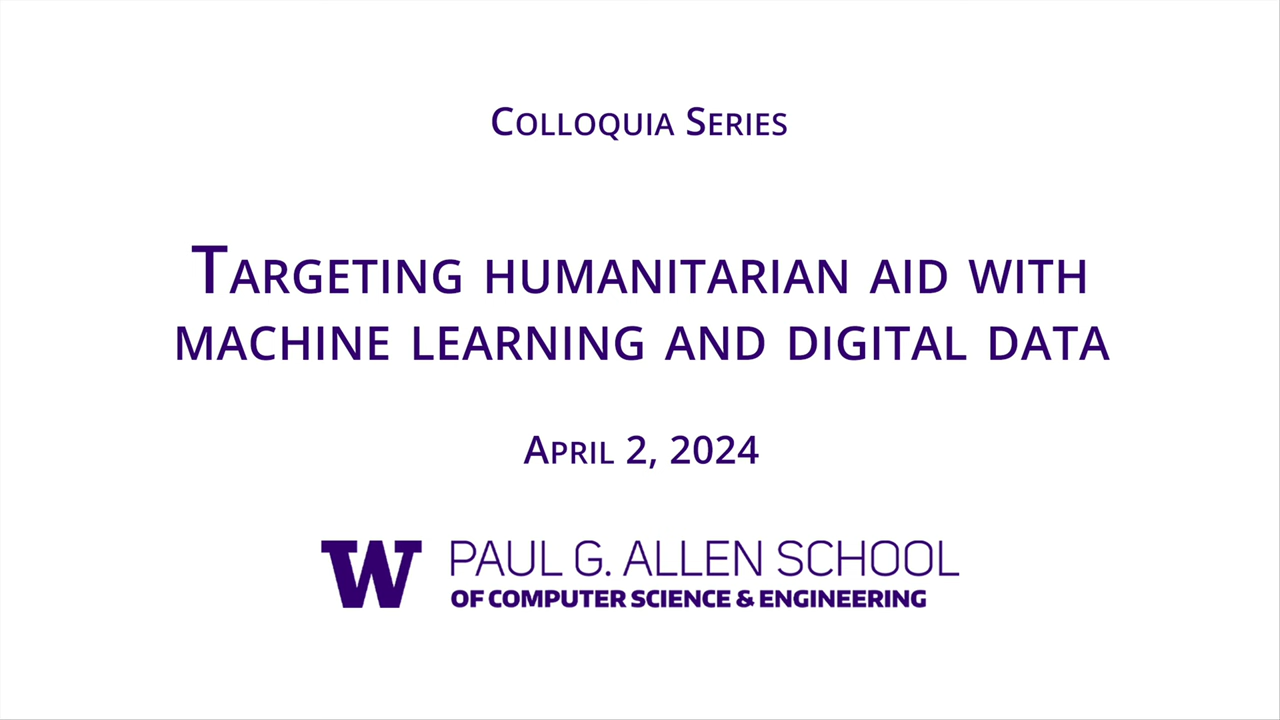 Colloquia Series
Targeting humanitarian aid with
machine learning and digital data
April 2, 2024
W PAUL G. ALLEN SCHOOL
OF COMPUTER SCIENCE & ENGINEERING